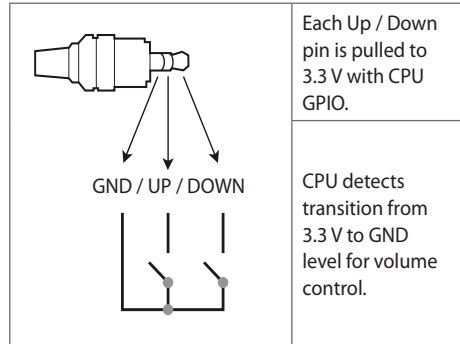 Each Up / Down
pin is pulled to
3.3 V with CPU
GPIO.
GND / UP / DOWN
CPU detects
transition from
3.3 V to GND
level for volume
control.